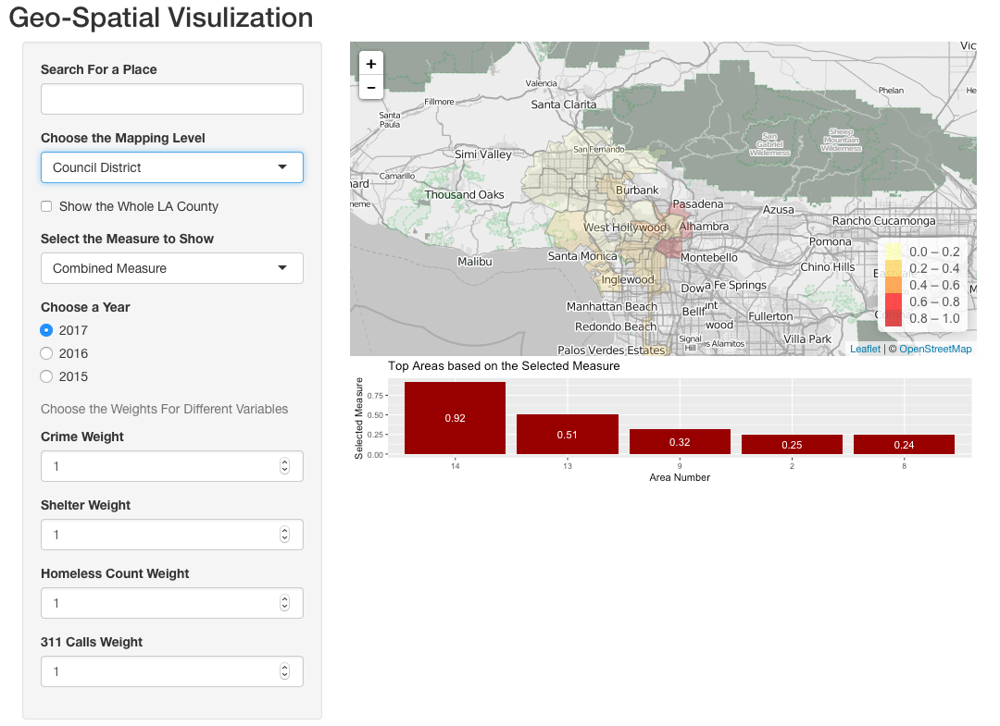 Geo-Spatial Visulization
Search For a Place
Choose the Mapping Level
Council District
Show the Whole LA County
Select the Measure to Show
Combined Measure
Choose a Year
2017
2016
2015
Choose the Weights For Different Variables
Crime Weight
1
Shelter Weight
1
Homeless Count Weight
1
311 Calls Weight
1
+
−
Vic
Valencia
Phelan
He
Fillmore
Santa Clarita
Santa
Paula
San
Gabriel
Wilderness
Sheep
Mountain
Wilderness
San Fernando
Simi Valley
Camarillo
nard
neme
Thousand Oaks
Burbank
Pasadena
Azusa
West Hollywood
Alhambra
Rancho Cucamonga
Pomona
Santa Monica
Montebello
Malibu
Chino Hills
Inglewood
Dow
a Fe Springs
M
Manhattan Beach
Bellf
Fullerton
Redondo Beach
wood
Signal
Hill
s Alamitos
Villa Park
Palos Verdes Estates
0.0 – 0.2
0.2 – 0.4
0.4 – 0.6
0.6 – 0.8
0.8 – 1.0
Leaflet | © OpenStreetMap
Top Areas based on the Selected Measure
Selected Measure
0.75
0.50
0.25
0.00
0.92
0.51
0.32
0.25
0.24
14
13
9
2
8
Area Number